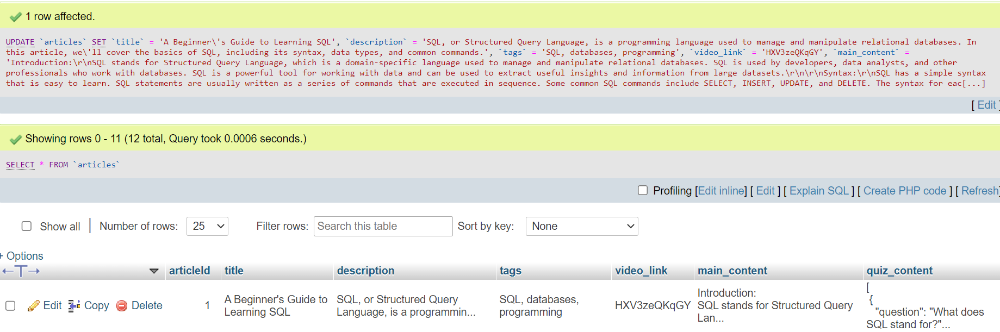 1 row affected.
UPDATE `articles` SET `title` = 'A Beginner\'s Guide to Learning SQL', `description` = 'SQL, or Structured Query Language, is a programming language used to manage and manipulate relational databases. In
this article, we\'ll cover the basics of SQL, including its syntax, data types, and common commands.', `tags` = 'SQL, databases, programming', `video_link` = 'HXV3zeQKqGY', `main_content` =
'Introduction:\r\nSQL stands for Structured Query Language, which is a domain-specific language used to manage and manipulate relational databases. SQL is used by developers, data analysts, and other
professionals who work with databases. SQL is a powerful tool for working with data and can be used to extract useful insights and information from large datasets.\r\n\r\nSyntax:\r\nSQL has a simple syntax
that is easy to learn. SQL statements are usually written as a series of commands that are executed in sequence. Some common SQL commands include SELECT, INSERT, UPDATE, and DELETE. The syntax for eac[...]
[ Edit ]
Showing rows 0 - 11 (12 total, Query took 0.0006 seconds.)
SELECT * FROM `articles`
Profiling [Edit inline] [ Edit ] [ Explain SQL ] [ Create PHP code ] [ Refresh]
Show all | Number of rows: 25 Filter rows: Search this table Sort by key: None
+ Options
←T→ articleId title description tags video_link main_content quiz_content
Edit Copy Delete 1 A Beginner's Guide to Learning SQL SQL, or Structured Query Language, is a programmin... SQL, databases, programming HXV3zeQKqGY Introduction:
SQL stands for Structured Query
Lan... [
{
"question": "What does
SQL stand for?"...